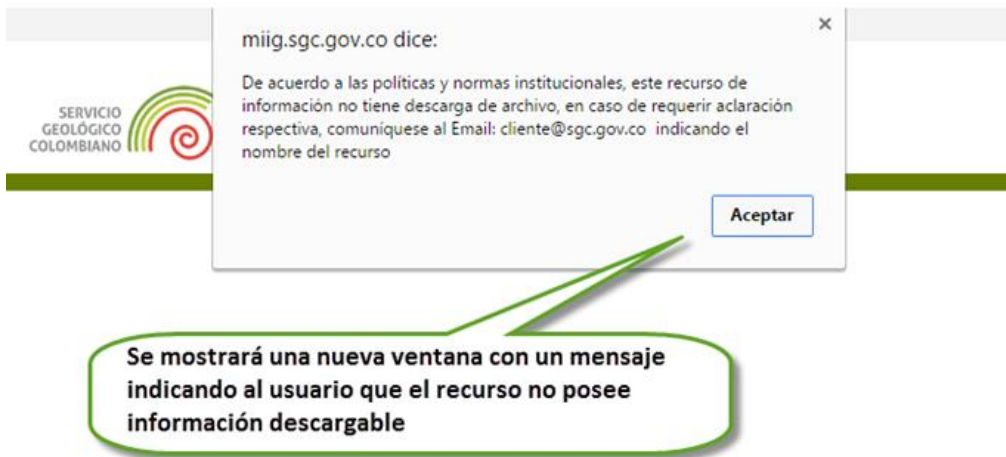 miig.sgc.gov.co dice:
De acuerdo a las políticas y normas institucionales, este recurso de
información no tiene descarga de archivo, en caso de requerir aclaración
respectiva, comuníquese al Email: cliente@sgc.gov.co indicando el
nombre del recurso
SERVICIO
GEOLÓGICO
COLOMBIANO
Aceptar
Se mostrará una nueva ventana con un mensaje
indicando al usuario que el recurso no posee
información descargable